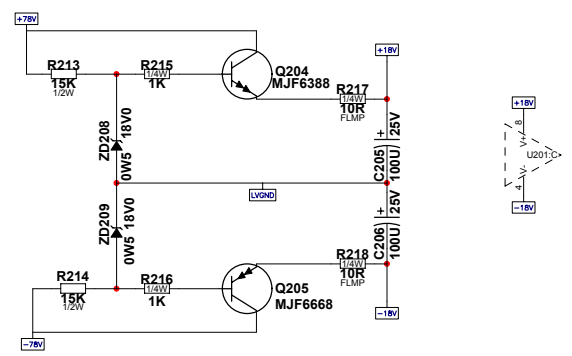 +78V
R213
15K
1/2W
R215
1/4W
1K
Q204
MJF6388
R217
1/4W
10R
FLMP
+18V
ZD208
18V0
0W5
C205
100U/
25V
+
LVGND
ZD209
18V0
0W5
C206
100U/
25V
+
R214
15K
1/2W
R216
1/4W
1K
Q205
MJF6668
R218
1/4W
10R
FLMP
-18V
-78V
+18V
8
V+
U201:C
V-
4
-18V